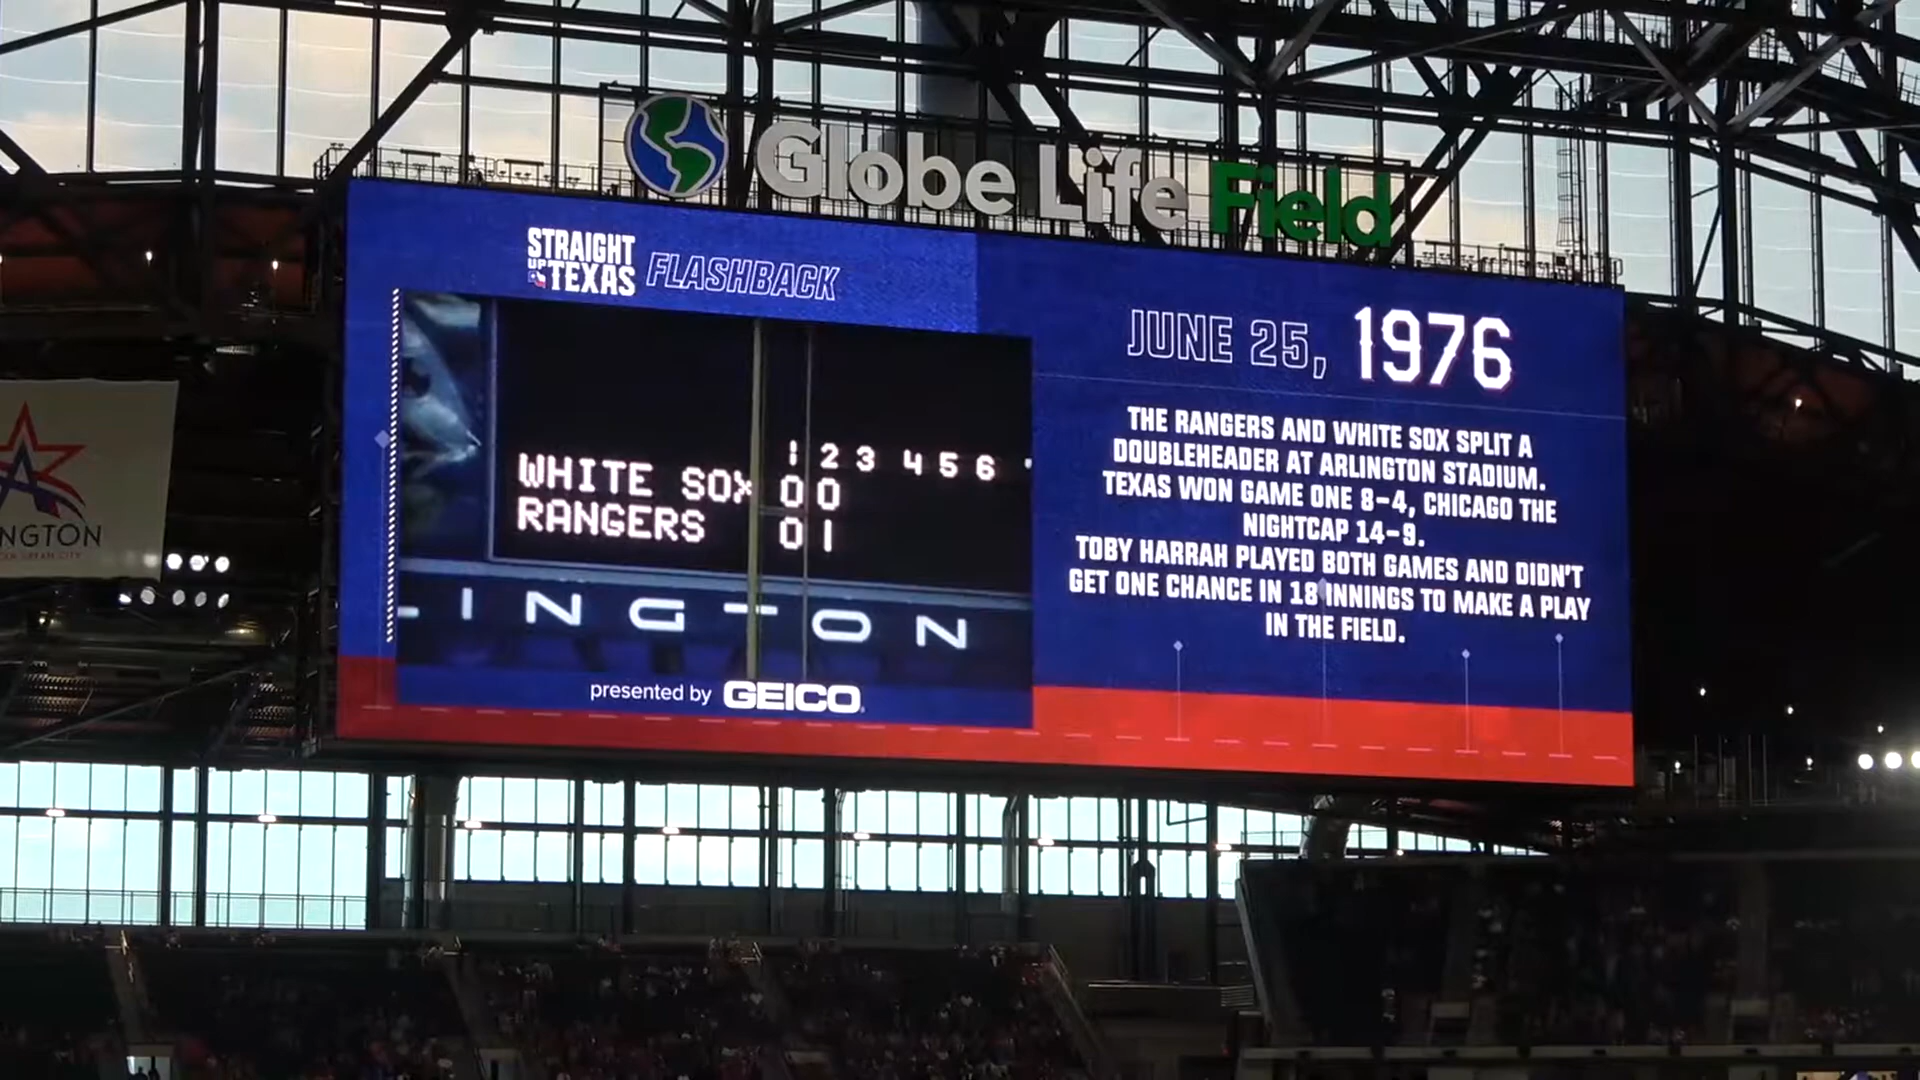 Globe Life Field
STRAIGHT
UP
TEXAS
FLASHBACK
JUNE 25, 1976
1 2 3 4 5 6
WHITE SOX 0 0
RANGERS 0 1
LINGTON
presented by GEICO
THE RANGERS AND WHITE SOX SPLIT A
DOUBLEHEADER AT ARLINGTON STADIUM.
TEXAS WON GAME ONE 8-4, CHICAGO THE
NIGHTCAP 14-9.
TOBY HARRAH PLAYED BOTH GAMES AND DIDN'T
GET ONE CHANCE IN 18 INNINGS TO MAKE A PLAY
IN THE FIELD.
NGTON